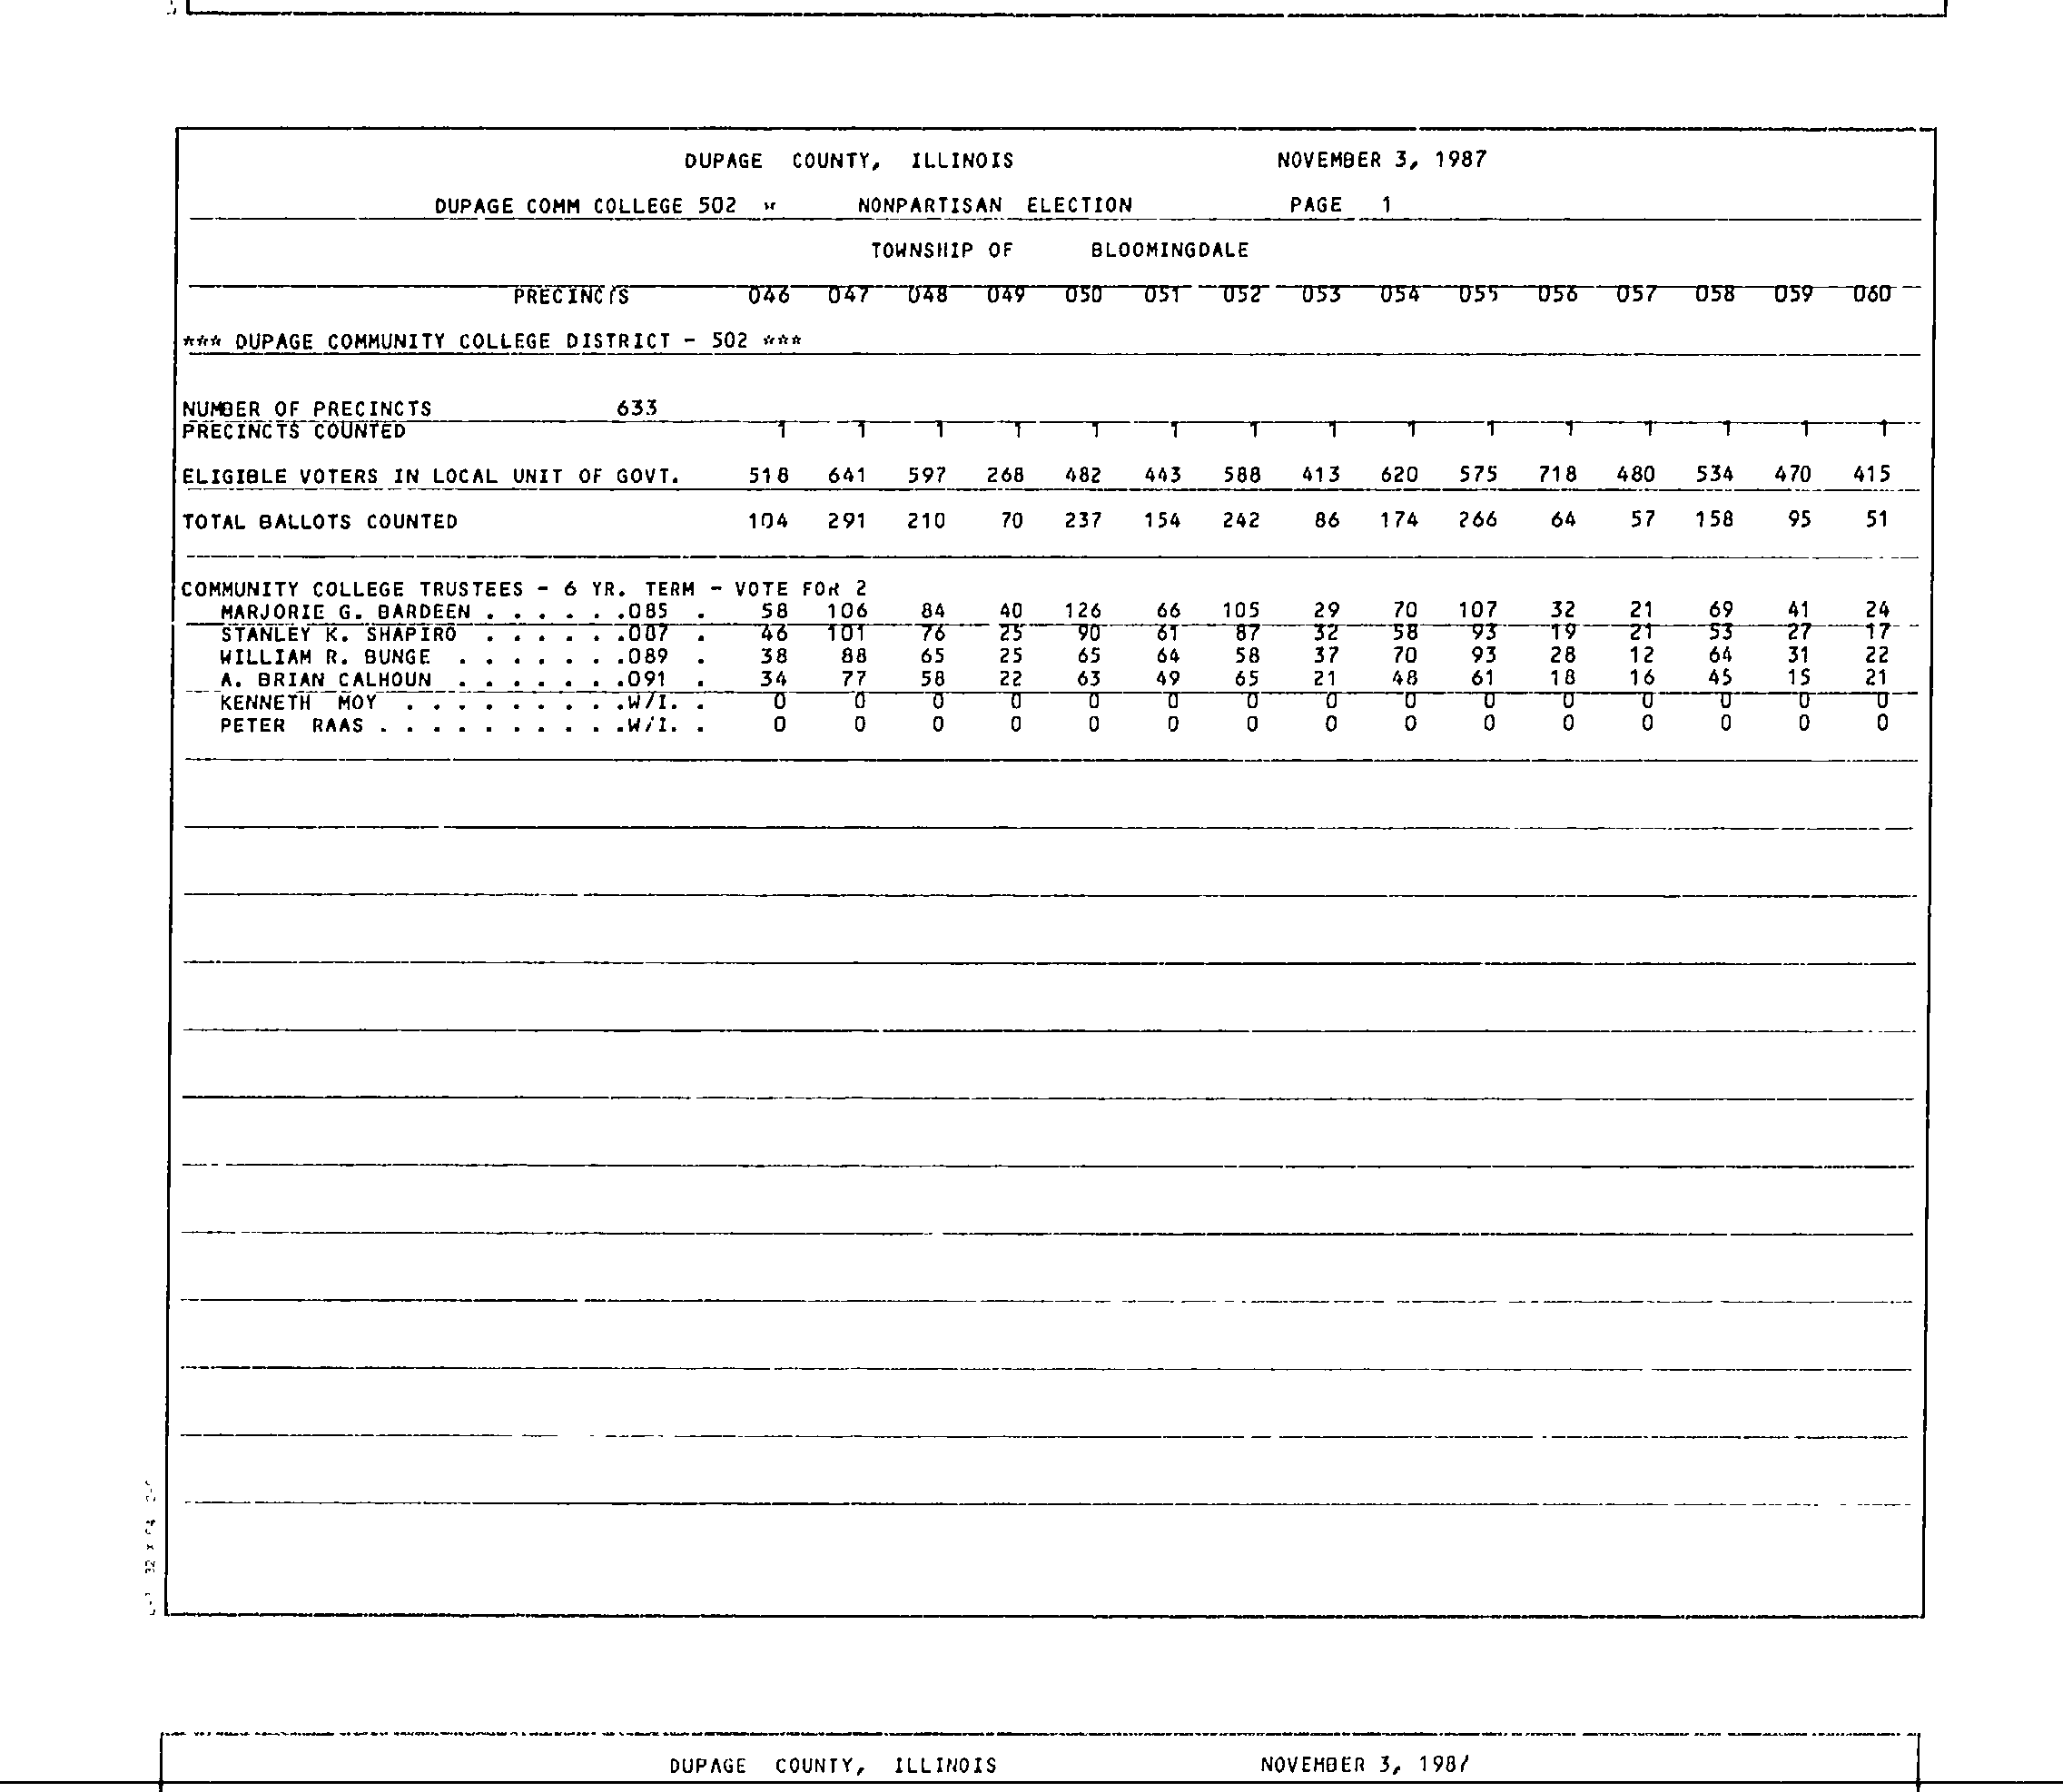 DUPAGE COUNTY, ILLINOIS NOVEMBER 3, 1987
DUPAGE COMM COLLEGE 502 * NONPARTISAN ELECTION PAGE 1
TOWNSHIP OF BLOOMINGDALE
PRECINCTS 046 047 048 049 050 051 052 053 054 055 056 057 058 059 060
*** DUPAGE COMMUNITY COLLEGE DISTRICT - 502 ***
NUMBER OF PRECINCTS 633
PRECINCTS COUNTED 1 1 1 1 1 1 1 1 1 1 1 1 1 1 1
ELIGIBLE VOTERS IN LOCAL UNIT OF GOVT. 518 641 597 268 482 443 588 413 620 575 718 480 534 470 415
TOTAL BALLOTS COUNTED 104 291 210 70 237 154 242 86 174 266 64 57 158 95 51
COMMUNITY COLLEGE TRUSTEES - 6 YR. TERM - VOTE FOR 2
MARJORIE G. BARDEEN . . . . . .085 . 58 106 84 40 126 66 105 29 70 107 32 21 69 41 24
STANLEY K. SHAPIRO . . . . . .087 . 46 101 76 25 90 61 87 32 58 93 19 21 53 27 17
WILLIAM R. BUNGE . . . . . . .089 . 38 88 65 25 65 64 58 37 70 93 28 12 64 31 22
A. BRIAN CALHOUN . . . . . . .091 . 34 77 58 22 63 49 65 21 48 61 18 16 45 15 21
KENNETH MOY . . . . . . . . .W/I. . 0 0 0 0 0 0 0 0 0 0 0 0 0 0 0
PETER RAAS . . . . . . . . . .W/I. . 0 0 0 0 0 0 0 0 0 0 0 0 0 0 0
DUPAGE COUNTY, ILLINOIS NOVEMBER 3, 1987